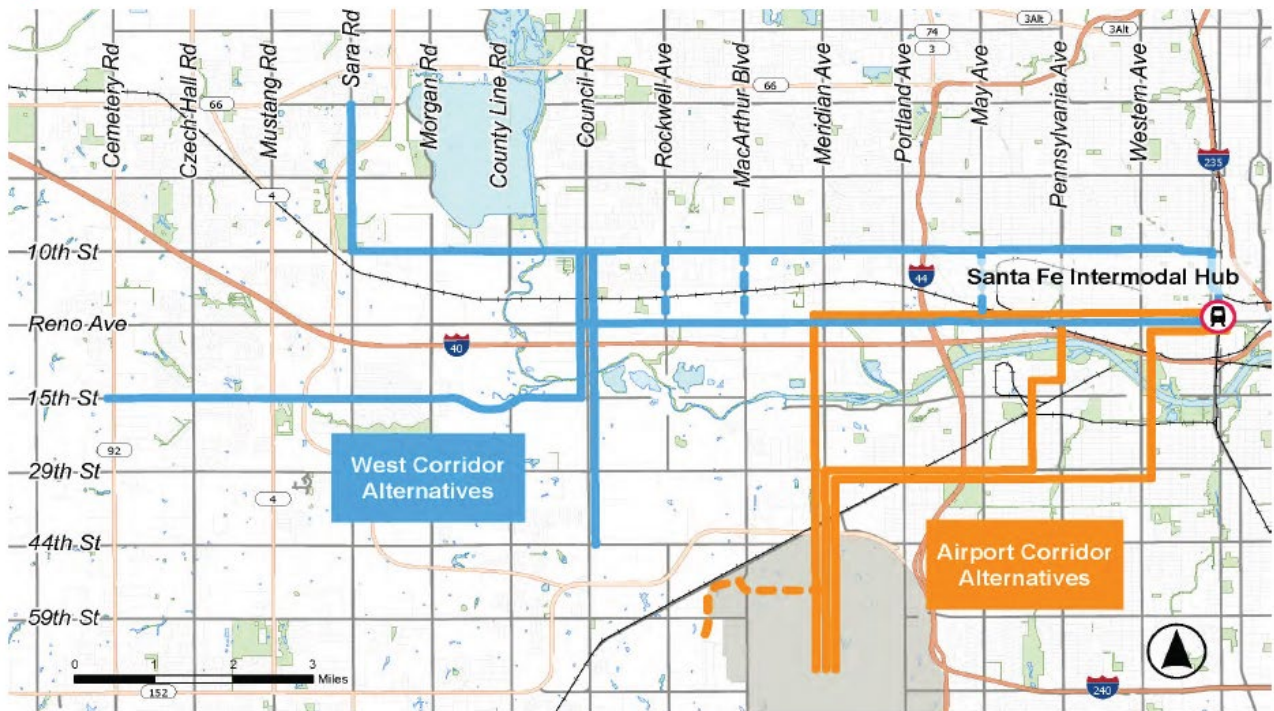 3Alt
3Alt
74
3
Cemetery Rd
Czech Hall Rd
Mustang Rd
Sara Rd
Morgan Rd
County Line Rd
Council Rd
Rockwell Ave
MacArthur Blvd
Meridian Ave
Portland Ave
May Ave
Pennsylvania Ave
Western Ave
66
66
235
4
10th St
44
Santa Fe Intermodal Hub
Reno Ave
40
15th St
92
29th St
West Corridor
Alternatives
4
44th St
Airport Corridor
Alternatives
59th St
0 1 2 3
Miles
152
240